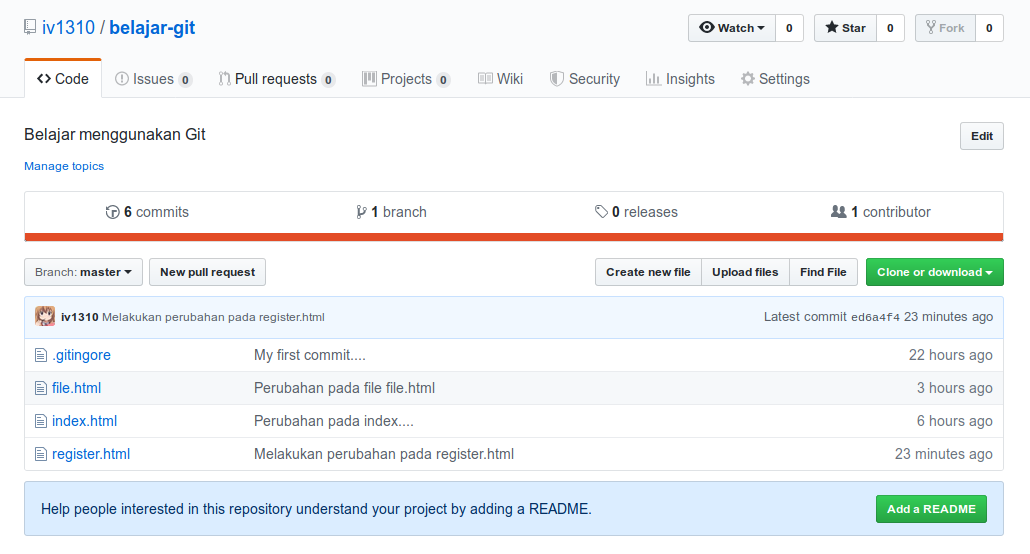 iv1310 / belajar-git
Watch 0 Star 0 Fork 0
Code Issues 0 Pull requests 0 Projects 0 Wiki Security Insights Settings
Belajar menggunakan Git Edit
Manage topics
6 commits 1 branch 0 releases 1 contributor
Branch: master New pull request Create new file Upload files Find File Clone or download
iv1310 Melakukan perubahan pada register.html Latest commit ed6a4f4 23 minutes ago
.gitingore My first commit.... 22 hours ago
file.html Perubahan pada file file.html 3 hours ago
index.html Perubahan pada index.... 6 hours ago
register.html Melakukan perubahan pada register.html 23 minutes ago
Help people interested in this repository understand your project by adding a README. Add a README